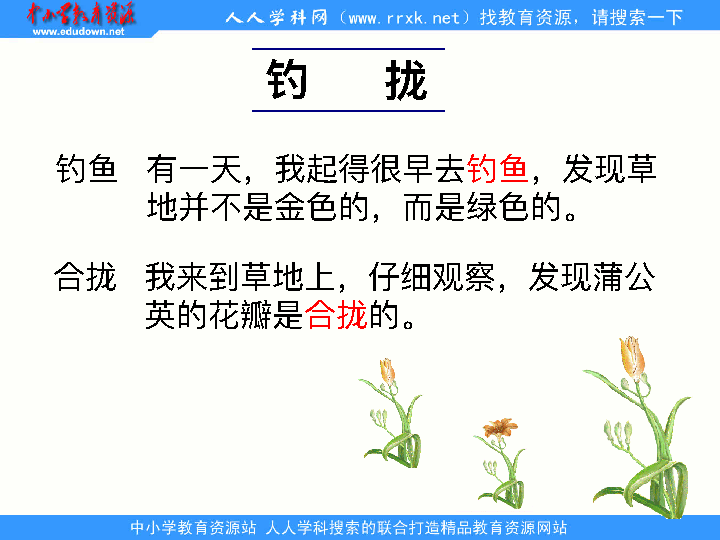 中小学教育资源
www.edudown.net
人人学科网（www.rrxk.net）找教育资源，请搜索一下
钓 拢
钓鱼 有一天，我起得很早去钓鱼，发现草
地并不是金色的，而是绿色的。
合拢 我来到草地上，仔细观察，发现蒲公
英的花瓣是合拢的。
中小学教育资源站 人人学科搜索的联合打造精品教育资源网站